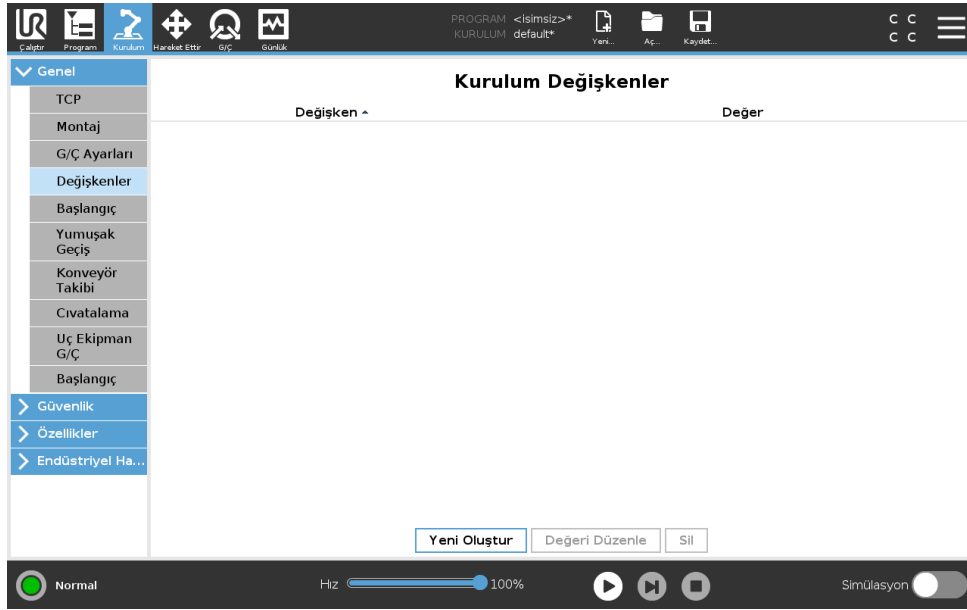 PROGRAM <isimsiz>*
KURULUM default*
Çalıştır
Program
Kurulum
Hareket Ettir
G/Ç
Günlük
Yeni...
Aç...
Kaydet...
C C
C C
Genel
TCP
Montaj
G/Ç Ayarları
Değişkenler
Başlangıç
Yumuşak
Geçiş
Konveyör
Takibi
Cıvatalama
Uç Ekipman
G/Ç
Başlangıç
Güvenlik
Özellikler
Endüstriyel Ha...
Kurulum Değişkenler
Değişken
Değer
Yeni Oluştur
Değeri Düzenle
Sil
Normal
Hız
100%
Simülasyon